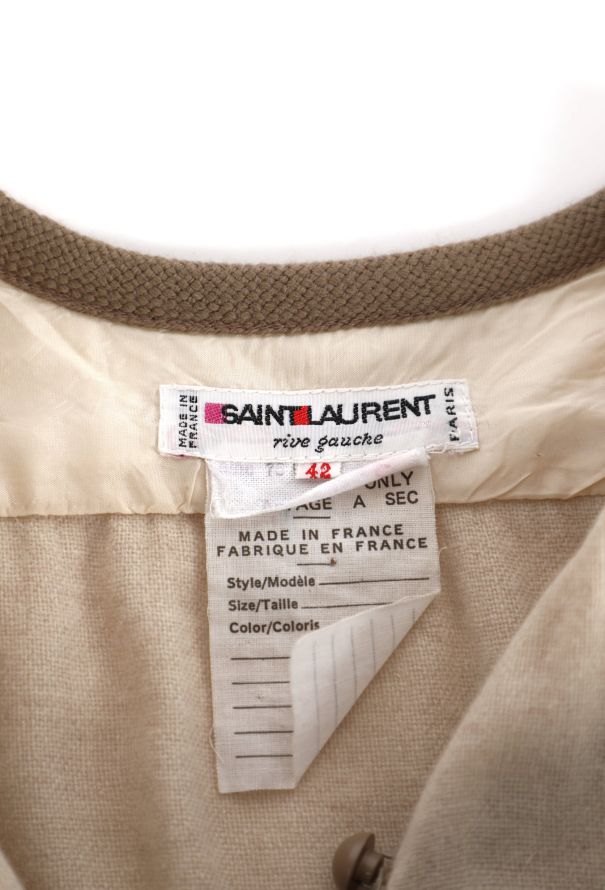 MADE IN
FRANCE
SAINT LAURENT
rive gauche
PARIS
42
ONLY
A SEC
MADE IN FRANCE
FABRIQUE EN FRANCE
Style/Modèle
Size/Taille
Color/Coloris